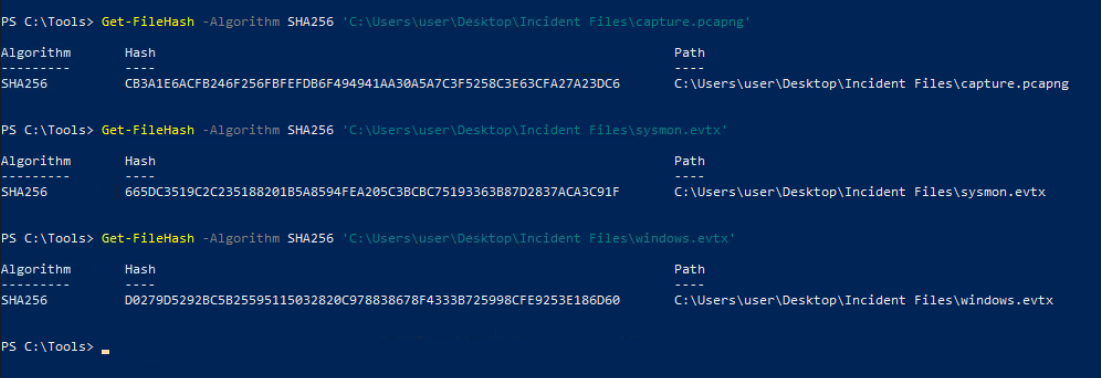 PS C:\Tools> Get-FileHash -Algorithm SHA256 'C:\Users\user\Desktop\Incident Files\capture.pcapng'
Algorithm Hash Path
--------- ---- ----
SHA256 CB3A1E6ACFB246F256FBFEFDB6F494941AA30A5A7C3F5258C3E63CFA27A23DC6 C:\Users\user\Desktop\Incident Files\capture.pcapng
PS C:\Tools> Get-FileHash -Algorithm SHA256 'C:\Users\user\Desktop\Incident Files\sysmon.evtx'
Algorithm Hash Path
--------- ---- ----
SHA256 665DC3519C2C235188201B5A8594FEA205C3BCBC75193363B87D2837ACA3C91F C:\Users\user\Desktop\Incident Files\sysmon.evtx
PS C:\Tools> Get-FileHash -Algorithm SHA256 'C:\Users\user\Desktop\Incident Files\windows.evtx'
Algorithm Hash Path
--------- ---- ----
SHA256 D0279D5292BC5B25595115032820C978838678F4333B725998CFE9253E186D60 C:\Users\user\Desktop\Incident Files\windows.evtx
PS C:\Tools>